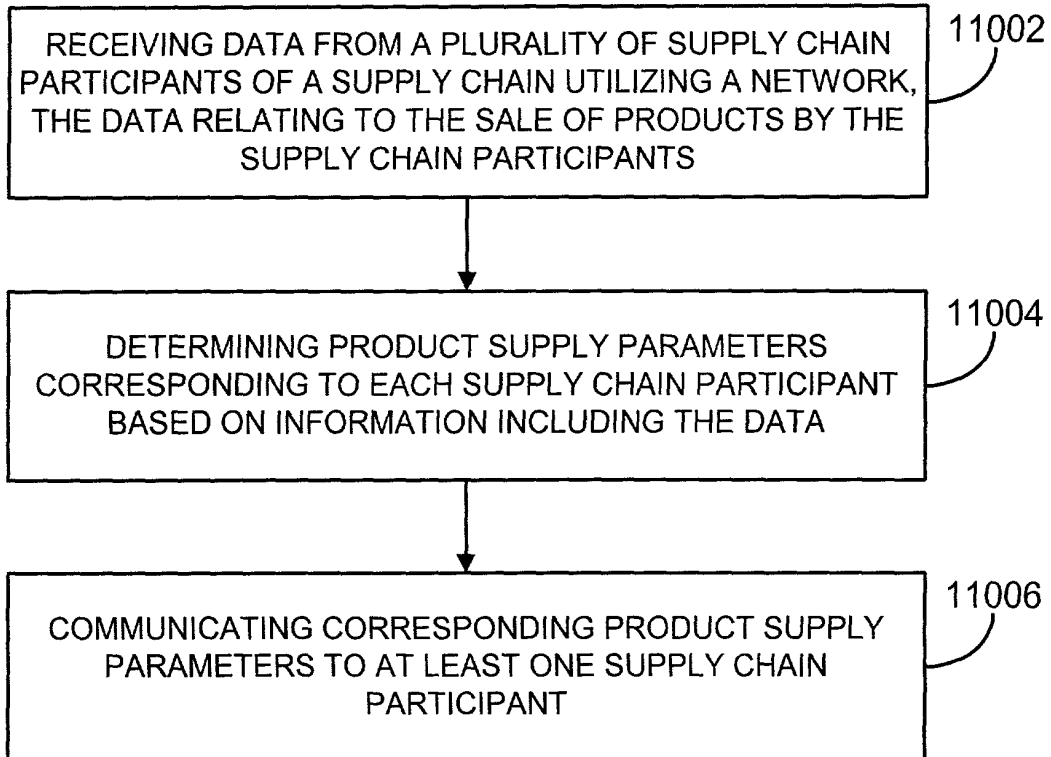 RECEIVING DATA FROM A PLURALITY OF SUPPLY CHAIN
PARTICIPANTS OF A SUPPLY CHAIN UTILIZING A NETWORK,
THE DATA RELATING TO THE SALE OF PRODUCTS BY THE
SUPPLY CHAIN PARTICIPANTS
11002
DETERMINING PRODUCT SUPPLY PARAMETERS
CORRESPONDING TO EACH SUPPLY CHAIN PARTICIPANT
BASED ON INFORMATION INCLUDING THE DATA
11004
COMMUNICATING CORRESPONDING PRODUCT SUPPLY
PARAMETERS TO AT LEAST ONE SUPPLY CHAIN
PARTICIPANT
11006